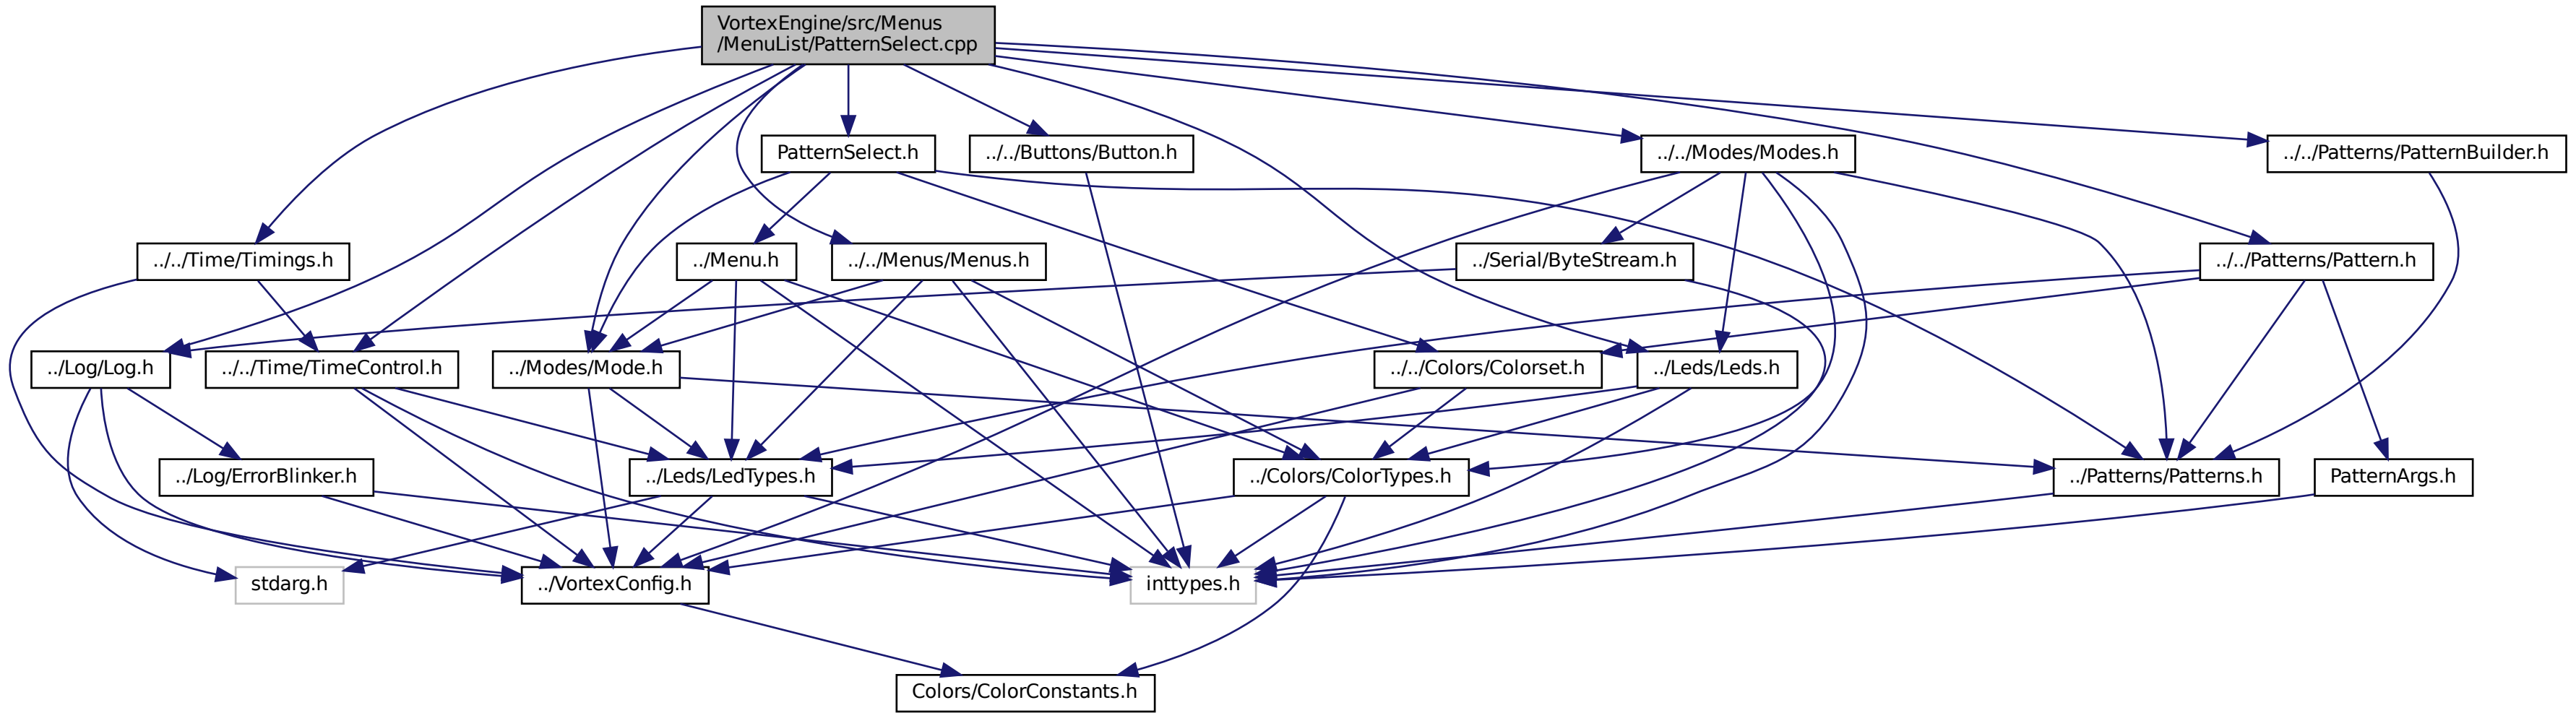 VortexEngine/src/Menus
/MenuList/PatternSelect.cpp
PatternSelect.h
../../Buttons/Button.h
../../Modes/Modes.h
../../Patterns/PatternBuilder.h
../../Time/Timings.h
../Menu.h
../../Menus/Menus.h
../Serial/ByteStream.h
../../Patterns/Pattern.h
../Log/Log.h
../../Time/TimeControl.h
../Modes/Mode.h
../../Colors/Colorset.h
../Leds/Leds.h
../Log/ErrorBlinker.h
../Leds/LedTypes.h
../Colors/ColorTypes.h
../Patterns/Patterns.h
PatternArgs.h
stdarg.h
../VortexConfig.h
inttypes.h
Colors/ColorConstants.h